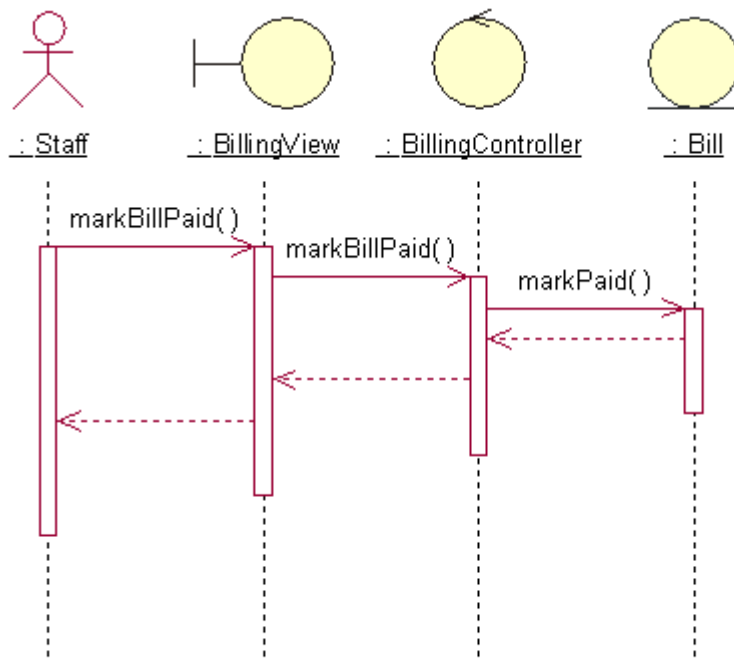 : Staff
: BillingView
: BillingController
: Bill
markBillPaid( )
markBillPaid( )
markPaid( )